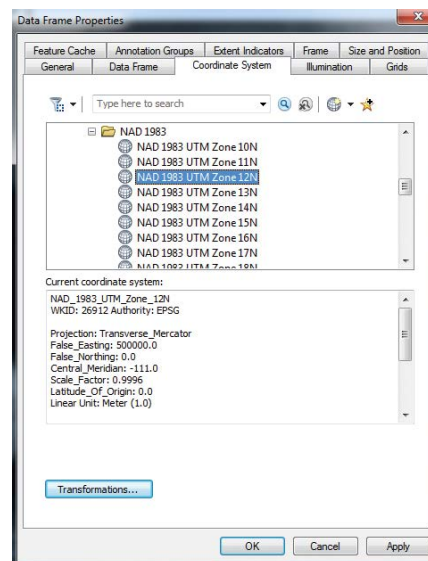 Data Frame Properties
Feature Cache Annotation Groups Extent Indicators Frame Size and Position
General Data Frame Coordinate System Illumination Grids
Type here to search
NAD 1983
NAD 1983 UTM Zone 10N
NAD 1983 UTM Zone 11N
NAD 1983 UTM Zone 12N
NAD 1983 UTM Zone 13N
NAD 1983 UTM Zone 14N
NAD 1983 UTM Zone 15N
NAD 1983 UTM Zone 16N
NAD 1983 UTM Zone 17N
NAD 1983 UTM Zone 18N
Current coordinate system:
NAD_1983_UTM_Zone_12N
WKID: 26912 Authority: EPSG
Projection: Transverse_Mercator
False_Easting: 500000.0
False_Northing: 0.0
Central_Meridian: -111.0
Scale_Factor: 0.9996
Latitude_Of_Origin: 0.0
Linear Unit: Meter (1.0)
Transformations...
OK Cancel Apply